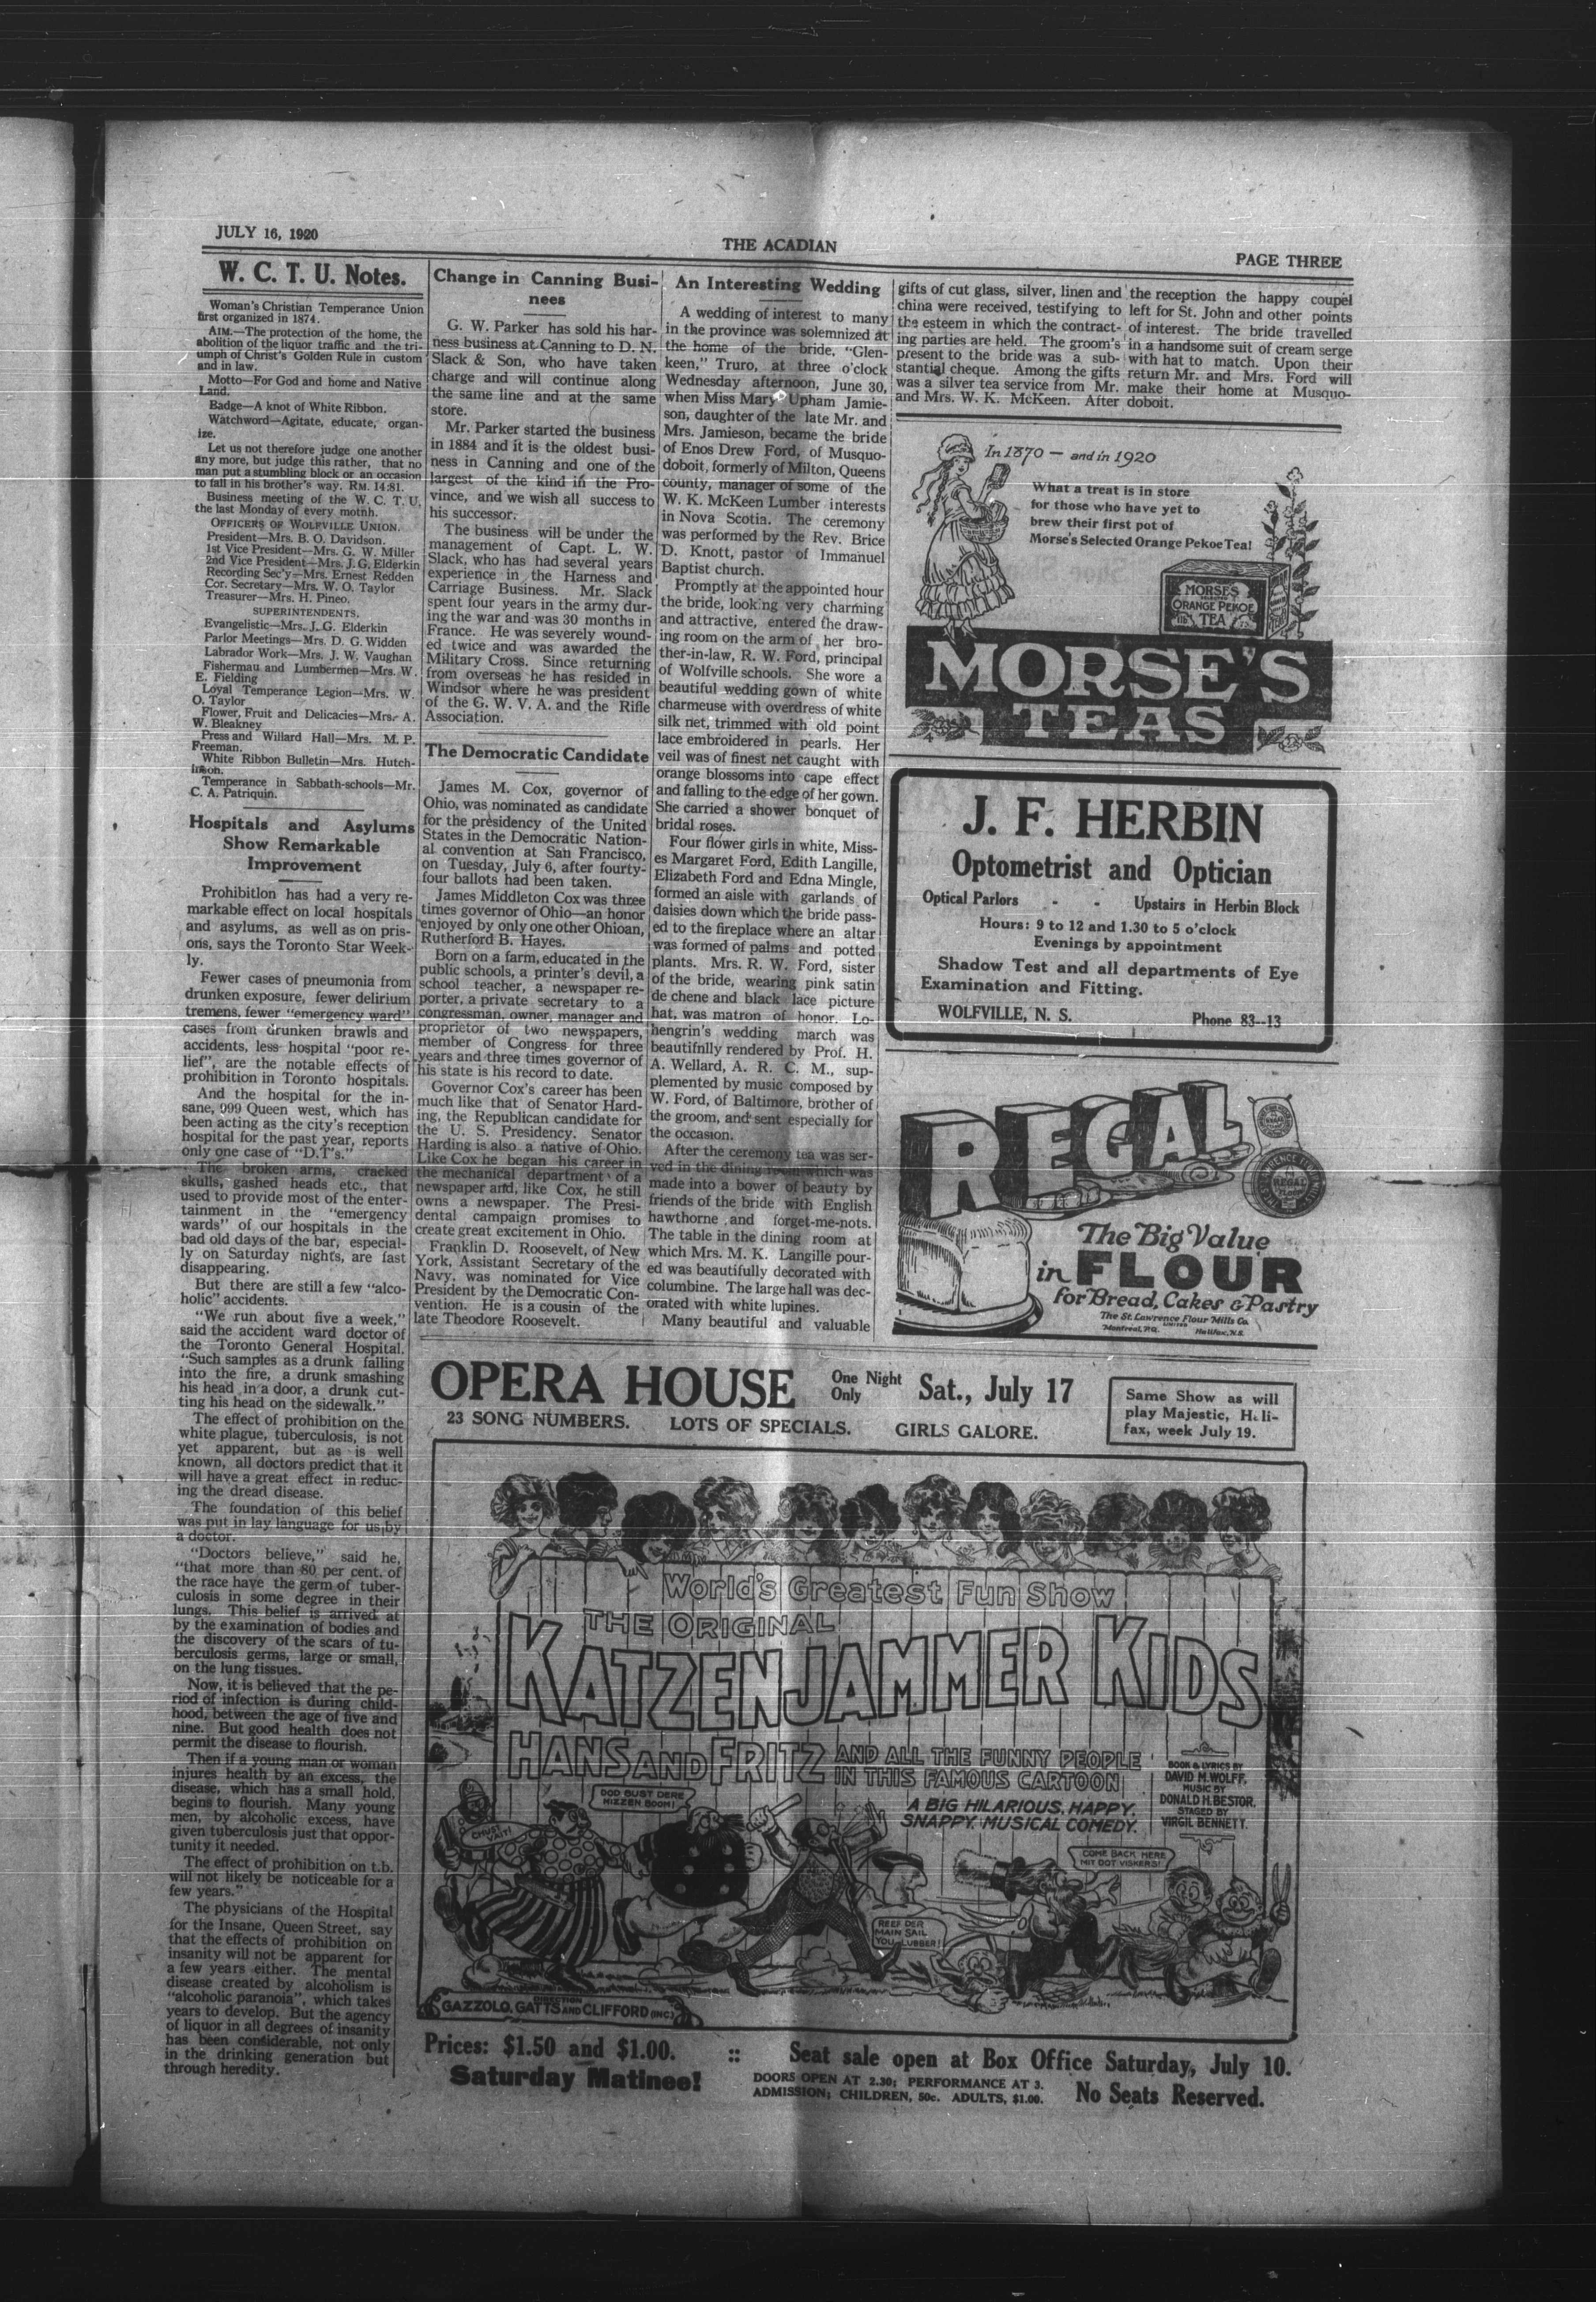 JULY 16, 1920
THE ACADIAN
PAGE THREE
W. C. T. U. Notes.
Woman's Christian Temperance Union
first organized in 1874.
AIM.—The protection of the home, the
abolition of the liquor traffic and the tri-
umph of Christ's Golden Rule in custom
and in law.
Motto—For God and home and Native
Land.
Badge—A knot of White Ribbon.
Watchword—Agitate, educate, organ-
ize.
Let us not therefore judge one another
any more, but judge this rather, that no
man put a stumbling block or an occasion
to fall in his brother's way. RM. 14:81.
Business meeting of the W. C. T. U,
the last Monday of every motnh.
OFFICERS OF WOLFVILLE UNION.
President—Mrs. B. O. Davidson.
1st Vice President—Mrs. G. W. Miller
2nd Vice President—Mrs. J. G. Elderkin
Recording Sec'y—Mrs. Ernest Redden
Cor. Secretary—Mrs. W. O. Taylor
Treasurer—Mrs. H. Pineo.
SUPERINTENDENTS.
Evangelistic—Mrs. J. G. Elderkin
Parlor Meetings—Mrs. D. G. Widden
Labrador Work—Mrs. J. W. Vaughan
Fishermau and Lumbermen—Mrs. W.
E. Fielding
Loyal Temperance Legion—Mrs. W.
O. Taylor
Flower, Fruit and Delicacies—Mrs. A.
W. Bleakney
Press and Willard Hall—Mrs. M. P.
Freeman.
White Ribbon Bulletin—Mrs. Hutch-
inson.
Temperance in Sabbath-schools—Mr.
C. A. Patriquin.
Hospitals and Asylums
Show Remarkable
Improvement
Prohibition has had a very re-
markable effect on local hospitals
and asylums, as well as on pris-
ons, says the Toronto Star Week-
ly.
Fewer cases of pneumonia from
drunken exposure, fewer delirium
tremens, fewer "emergency ward"
cases from drunken brawls and
accidents, less hospital "poor re-
lief", are the notable effects of
prohibition in Toronto hospitals.
And the hospital for the in-
sane, 999 Queen west, which has
been acting as the city's reception
hospital for the past year, reports
only one case of "D.T's."
The broken arms, cracked
skulls, gashed heads etc., that
used to provide most of the enter-
tainment in the "emergency
wards" of our hospitals in the
bad old days of the bar, especial-
ly on Saturday nights, are fast
disappearing.
But there are still a few "alco-
holic" accidents.
"We run about five a week,"
said the accident ward doctor of
the Toronto General Hospital.
"Such samples as a drunk falling
into the fire, a drunk smashing
his head in a door, a drunk cut-
ting his head on the sidewalk."
The effect of prohibition on the
white plague, tuberculosis, is not
yet apparent, but as is well
known, all doctors predict that it
will have a great effect in reduc-
ing the dread disease.
The foundation of this belief
was put in lay language for us by
a doctor.
"Doctors believe," said he,
"that more than 80 per cent. of
the race have the germ of tuber-
culosis in some degree in their
lungs. This belief is arrived at
by the examination of bodies and
the discovery of the scars of tu-
berculosis germs, large or small,
on the lung tissues.
Now, it is believed that the pe-
riod of infection is during child-
hood, between the age of five and
nine. But good health does not
permit the disease to flourish.
Then if a young man or woman
injures health by an excess, the
disease, which has a small hold,
begins to flourish. Many young
men, by alcoholic excess, have
given tuberculosis just that oppor-
tunity it needed.
The effect of prohibition on t.b.
will not likely be noticeable for a
few years."
The physicians of the Hospital
for the Insane, Queen Street, say
that the effects of prohibition on
insanity will not be apparent for
a few years either. The mental
disease created by alcoholism is
"alcoholic paranoia", which takes
years to develop. But the agency
of liquor in all degrees of insanity
has been considerable, not only
in the drinking generation but
through heredity.
Change in Canning Busi-
nees
G. W. Parker has sold his har-
ness business at Canning to D. N.
Slack & Son, who have taken
charge and will continue along
the same line and at the same
store.
Mr. Parker started the business
in 1884 and it is the oldest busi-
ness in Canning and one of the
largest of the kind in the Pro-
vince, and we wish all success to
his successor.
The business will be under the
management of Capt. L. W.
Slack, who has had several years
experience in the Harness and
Carriage Business. Mr. Slack
spent four years in the army dur-
ing the war and was 30 months in
France. He was severely wound-
ed twice and was awarded the
Military Cross. Since returning
from overseas he has resided in
Windsor where he was president
of the G. W. V. A. and the Rifle
Association.
The Democratic Candidate
James M. Cox, governor of
Ohio, was nominated as candidate
for the presidency of the United
States in the Democratic Nation-
al convention at San Francisco,
on Tuesday, July 6, after fourty-
four ballots had been taken.
James Middleton Cox was three
times governor of Ohio—an honor
enjoyed by only one other Ohioan,
Rutherford B. Hayes.
Born on a farm, educated in the
public schools, a printer's devil, a
school teacher, a newspaper re-
porter, a private secretary to a
congressman, owner, manager and
proprietor of two newspapers,
member of Congress for three
years and three times governor of
his state is his record to date.
Governor Cox's career has been
much like that of Senator Hard-
ing, the Republican candidate for
the U. S. Presidency. Senator
Harding is also a native of Ohio.
Like Cox he began his career in
the mechanical department of a
newspaper and, like Cox, he still
owns a newspaper. The Presi-
dental campaign promises to
create great excitement in Ohio.
Franklin D. Roosevelt, of New
York, Assistant Secretary of the
Navy, was nominated for Vice
President by the Democratic Con-
vention. He is a cousin of the
late Theodore Roosevelt.
An Interesting Wedding
A wedding of interest to many
in the province was solemnized at
the home of the bride, "Glen-
keen," Truro, at three o'clock
Wednesday afternoon, June 30,
when Miss Mary Upham Jamie-
son, daughter of the late Mr. and
Mrs. Jamieson, became the bride
of Enos Drew Ford, of Musquo-
doboit, formerly of Milton, Queens
county, manager of some of the
W. K. McKeen Lumber interests
in Nova Scotia. The ceremony
was performed by the Rev. Brice
D. Knott, pastor of Immanuel
Baptist church.
Promptly at the appointed hour
the bride, looking very charming
and attractive, entered the draw-
ing room on the arm of her bro-
ther-in-law, R. W. Ford, principal
of Wolfville schools. She wore a
beautiful wedding gown of white
charmeuse with overdress of white
silk net, trimmed with old point
lace embroidered in pearls. Her
veil was of finest net caught with
orange blossoms into cape effect
and falling to the edge of her gown.
She carried a shower bonquet of
bridal roses.
Four flower girls in white, Miss-
es Margaret Ford, Edith Langille,
Elizabeth Ford and Edna Mingle,
formed an aisle with garlands of
daisies down which the bride pass-
ed to the fireplace where an altar
was formed of palms and potted
plants. Mrs. R. W. Ford, sister
of the bride, wearing pink satin
de chene and black lace picture
hat, was matron of honor. Lo-
hengrin's wedding march was
beautifnlly rendered by Prof. H.
A. Wellard, A. R. C. M., sup-
plemented by music composed by
W. Ford, of Baltimore, brother of
the groom, and sent especially for
the occasion.
After the ceremony tea was ser-
ved in the dining room which was
made into a bower of beauty by
friends of the bride with English
hawthorne and forget-me-nots.
The table in the dining room at
which Mrs. M. K. Langille pour-
ed was beautifully decorated with
columbine. The large hall was dec-
orated with white lupines.
Many beautiful and valuable
gifts of cut glass, silver, linen and
china were received, testifying to
the esteem in which the contract-
ing parties are held. The groom's
present to the bride was a sub-
stantial cheque. Among the gifts
was a silver tea service from Mr.
and Mrs. W. K. McKeen. After
the reception the happy coupel
left for St. John and other points
of interest. The bride travelled
in a handsome suit of cream serge
with hat to match. Upon their
return Mr. and Mrs. Ford will
make their home at Musquo-
doboit.
In 1870 — and in 1920
What a treat is in store
for those who have yet to
brew their first pot of
Morse's Selected Orange Pekoe Tea!
MORSE'S
SELECTED
ORANGE PEKOE
TEA
MORSE'S
TEAS
J. F. HERBIN
Optometrist and Optician
Optical Parlors - - Upstairs in Herbin Block
Hours: 9 to 12 and 1.30 to 5 o'clock
Evenings by appointment
Shadow Test and all departments of Eye
Examination and Fitting.
WOLFVILLE, N. S. Phone 83--13
REGAL
REGAL
FLOUR
The Big Value
in FLOUR
for Bread, Cakes & Pastry
The St. Lawrence Flour Mills Co.
LIMITED
Montreal, P.Q. Halifax, N.S.
OPERA HOUSE
One Night
Only
Sat., July 17
23 SONG NUMBERS. LOTS OF SPECIALS. GIRLS GALORE.
Same Show as will
play Majestic, Hali-
fax, week July 19.
World's Greatest Fun Show
THE ORIGINAL
KATZENJAMMER KIDS
HANS AND FRITZ
AND ALL THE FUNNY PEOPLE
IN THIS FAMOUS CARTOON
A BIG HILARIOUS, HAPPY,
SNAPPY, MUSICAL COMEDY.
BOOK & LYRICS BY
DAVID M. WOLFF,
MUSIC BY
DONALD H. BESTOR.
STAGED BY
VIRGIL BENNETT.
DOD BUST DERE
HIZZEN BOOM!
CHUST
VAIT!
COME BACK HERE
MIT DOT VISKERS!
REEF DER
MAIN SAIL
YOU LUBBER!
DIRECTION
GAZZOLO, GATTS AND CLIFFORD (INC.)
Prices: $1.50 and $1.00. :: Seat sale open at Box Office Saturday, July 10.
Saturday Matinee!
DOORS OPEN AT 2.30; PERFORMANCE AT 3.
ADMISSION; CHILDREN, 50c. ADULTS, $1.00.
No Seats Reserved.